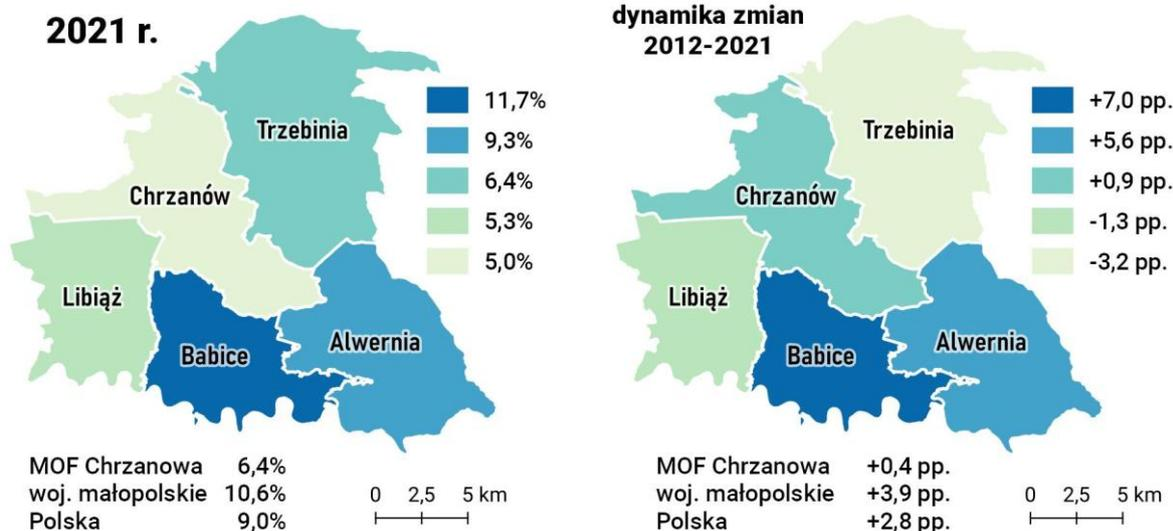 2021 r.
11,7%
9,3%
6,4%
5,3%
5,0%
Trzebinia
Chrzanów
Libiąż
Babice
Alwernia
MOF Chrzanowa 6,4%
woj. małopolskie 10,6%
Polska 9,0%
0 2,5 5 km
dynamika zmian
2012-2021
+7,0 pp.
+5,6 pp.
+0,9 pp.
-1,3 pp.
-3,2 pp.
Trzebinia
Chrzanów
Libiąż
Babice
Alwernia
MOF Chrzanowa +0,4 pp.
woj. małopolskie +3,9 pp.
Polska +2,8 pp.
0 2,5 5 km